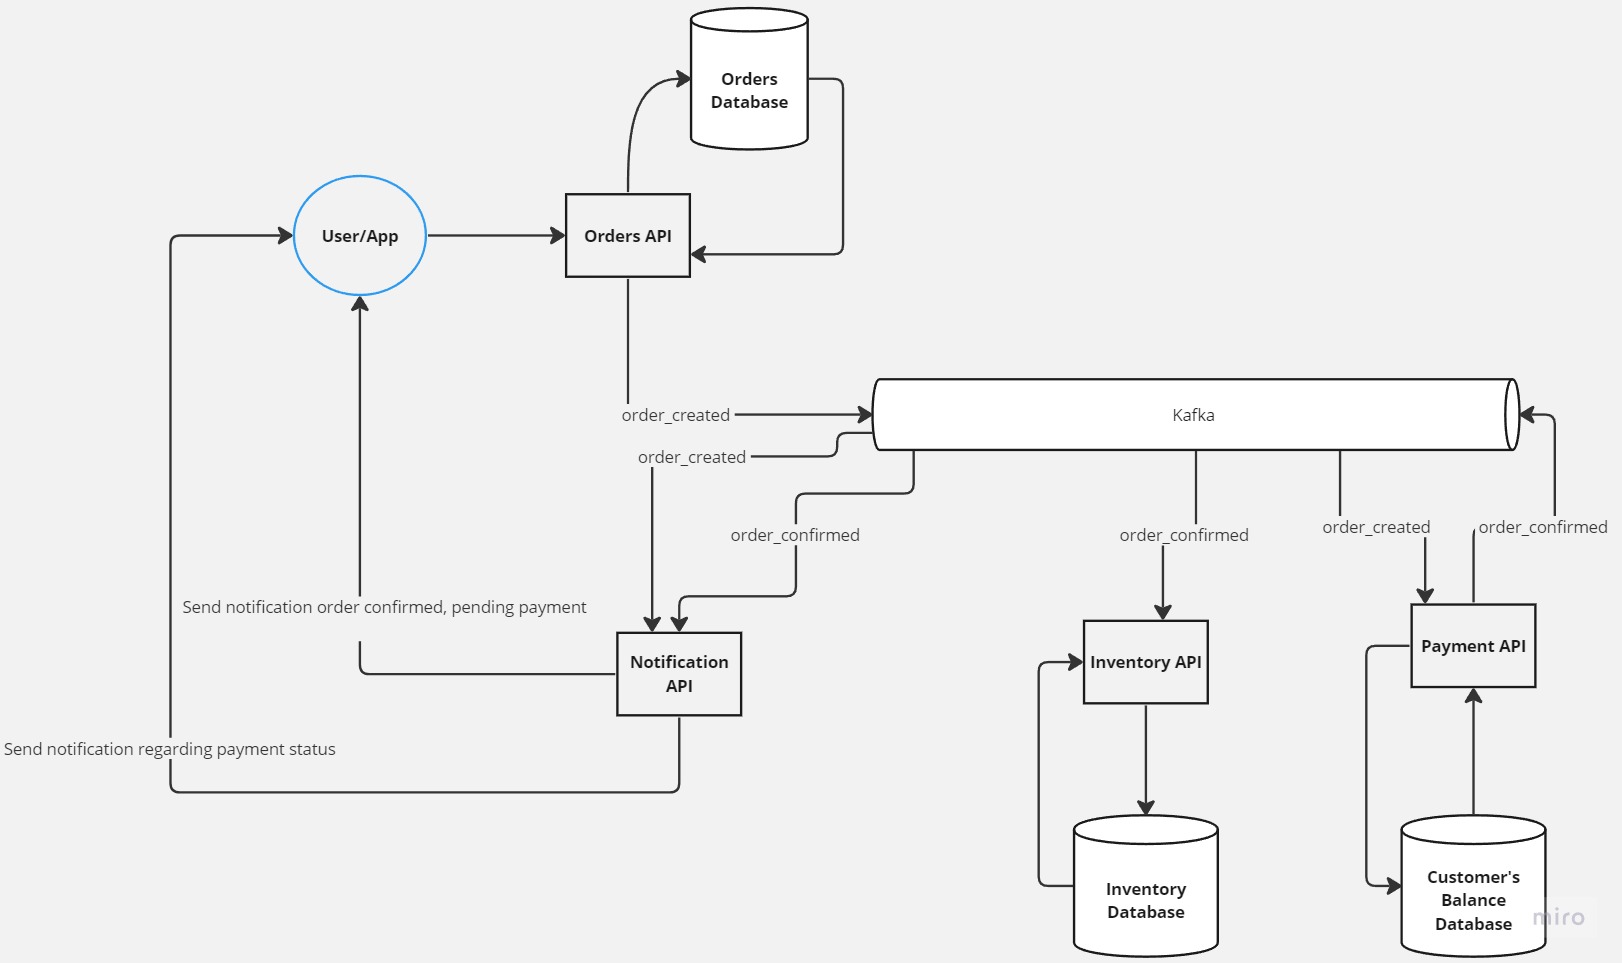 Orders
Database
User/App
Orders API
order_created
Kafka
order_created
order_confirmed
order_confirmed
order_created
order_confirmed
Send notification order confirmed, pending payment
Notification
API
Inventory API
Payment API
Send notification regarding payment status
Inventory
Database
Customer's
Balance
Database
miro